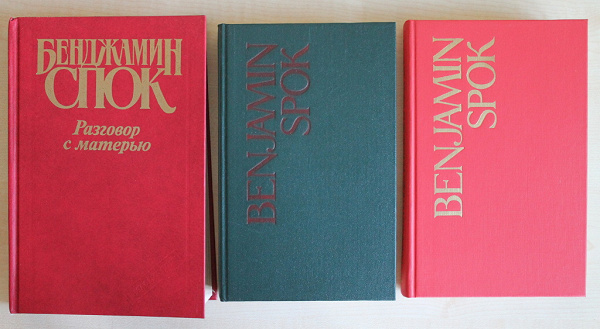 БЕНДЖАМИН
СПОК
Разговор
с матерью
BENJAMIN
SPOK
BENJAMIN
SPOK